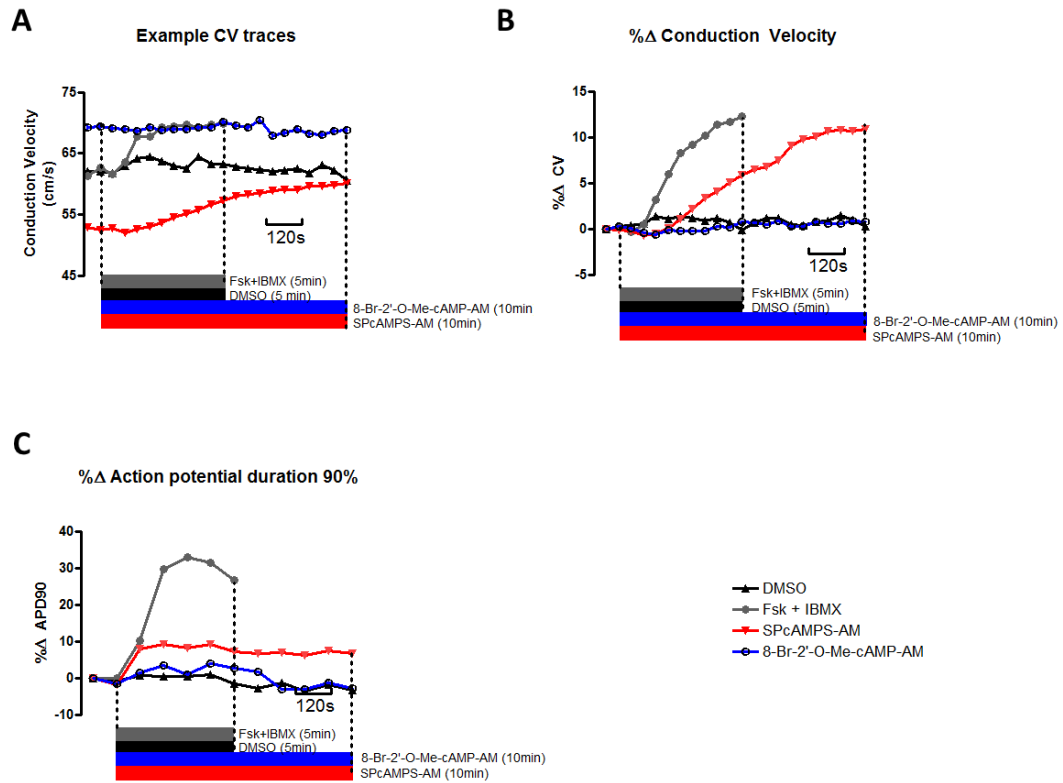 A
Example CV traces
Conduction Velocity
(cm/s)
75
65
55
45
120s
Fsk+IBMX (5min)
DMSO (5 min)
8-Br-2'-O-Me-cAMP-AM (10min
SPcAMPS-AM (10min)
B
%Δ Conduction Velocity
%Δ CV
15
10
5
0
-5
120s
Fsk+IBMX (5min)
DMSO (5min)
8-Br-2'-O-Me-cAMP-AM (10min)
SPcAMPS-AM (10min)
C
%Δ Action potential duration 90%
%Δ APD90
40
30
20
10
0
-10
120s
Fsk+IBMX (5min)
DMSO (5min)
8-Br-2'-O-Me-cAMP-AM (10min)
SPcAMPS-AM (10min)
DMSO
Fsk + IBMX
SPcAMPS-AM
8-Br-2'-O-Me-cAMP-AM